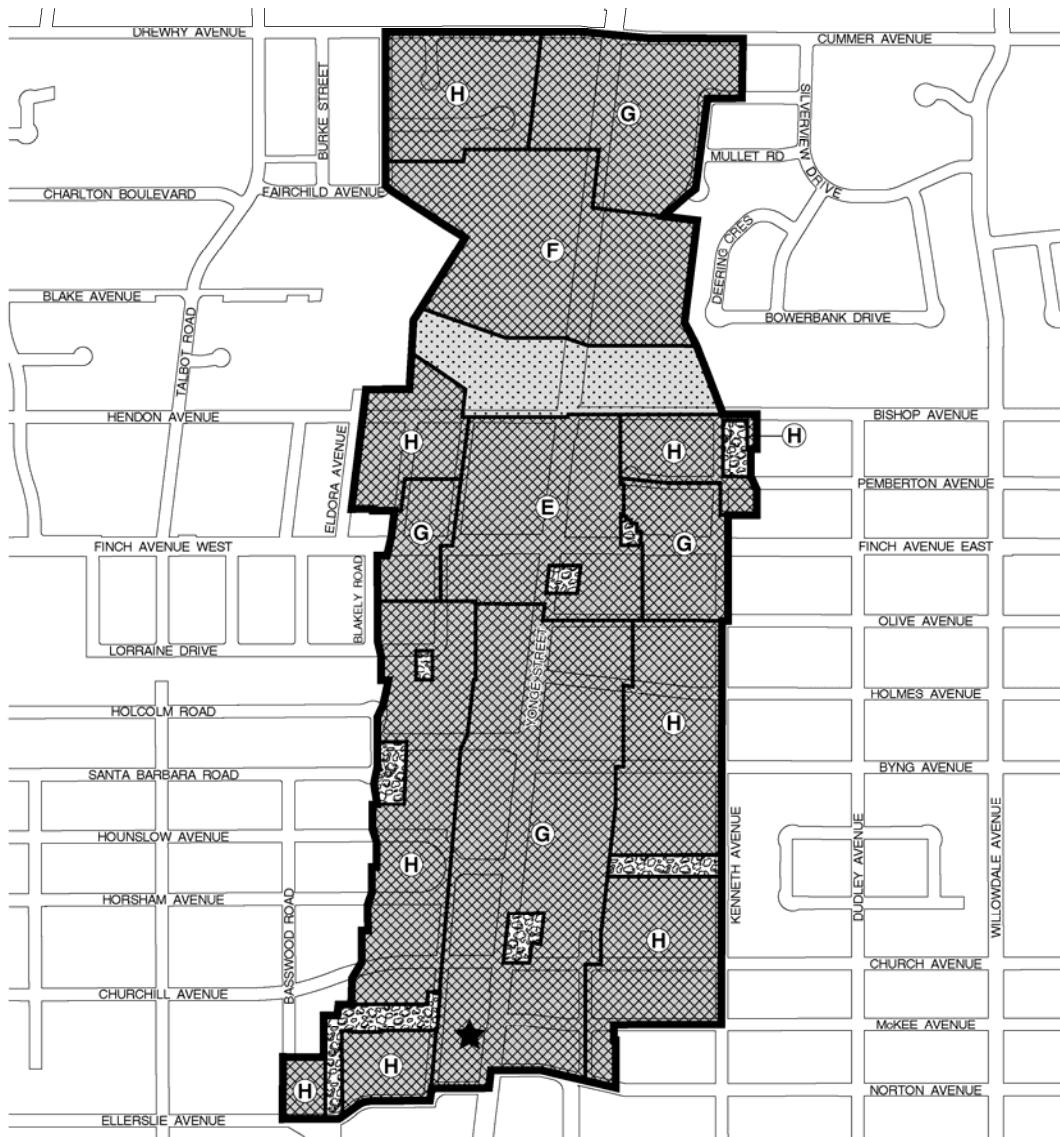 DREWRY AVENUE
CUMMER AVENUE
BURKE STREET
H
G
SILVERVIEW DRIVE
MULLET RD
CHARLTON BOULEVARD
FAIRCHILD AVENUE
F
DEERING CRES
BLAKE AVENUE
BOWERBANK DRIVE
TALBOT ROAD
HENDON AVENUE
BISHOP AVENUE
H
H
H
ELDORA AVENUE
PEMBERTON AVENUE
E
G
G
FINCH AVENUE WEST
FINCH AVENUE EAST
BLAKELY ROAD
OLIVE AVENUE
LORRAINE DRIVE
YONGE STREET
HOLMES AVENUE
HOLCOLM ROAD
H
SANTA BARBARA ROAD
BYNG AVENUE
HOUNSLOW AVENUE
G
H
KENNETH AVENUE
DUDLEY AVENUE
WILLOWDALE AVENUE
HORSHAM AVENUE
BASSWOOD ROAD
H
CHURCH AVENUE
CHURCHILL AVENUE
McKEE AVENUE
H
H
NORTON AVENUE
ELLERSLIE AVENUE